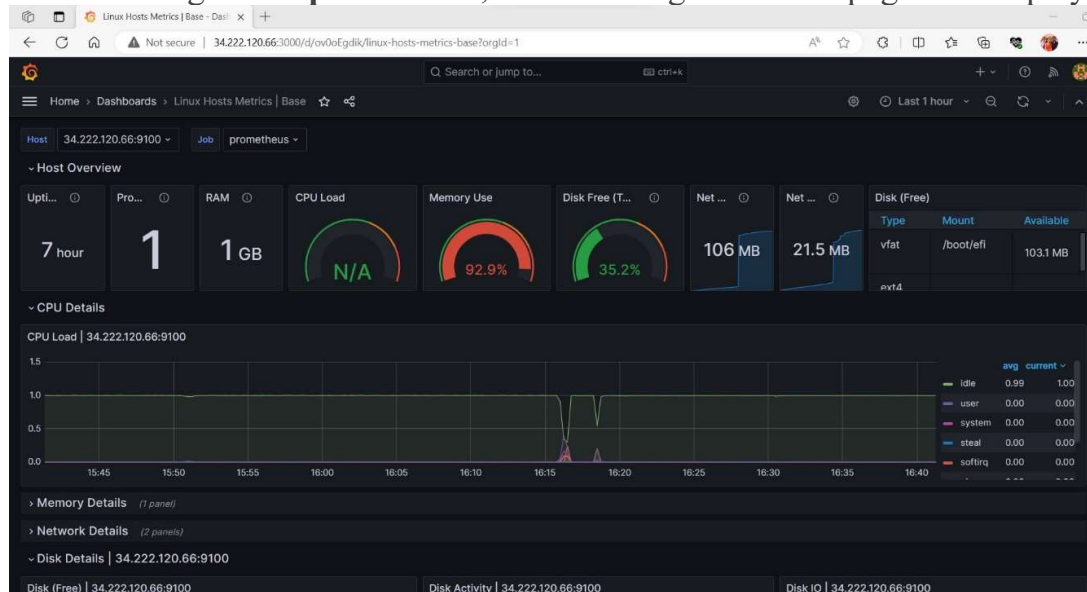 Linux Hosts Metrics | Base - Dash
Not secure | 34.222.120.66:3000/d/ov0oEgdik/linux-hosts-metrics-base?orgId=1
Search or jump to... ctrl+k
Home > Dashboards > Linux Hosts Metrics | Base
Last 1 hour
Host 34.222.120.66:9100 Job prometheus
Host Overview
Upti... Pro... RAM CPU Load Memory Use Disk Free (T... Net ... Net ... Disk (Free)
Type Mount Available
7 hour 1 1 GB N/A 92.9% 35.2% 106 MB 21.5 MB vfat /boot/efi 103.1 MB
ext4
CPU Details
CPU Load | 34.222.120.66:9100
1.5
1.0
0.5
0.0
15:45 15:50 15:55 16:00 16:05 16:10 16:15 16:20 16:25 16:30 16:35 16:40
avg current
idle 0.99 1.00
user 0.00 0.00
system 0.00 0.00
steal 0.00 0.00
softirq 0.00 0.00
Memory Details (1 panel)
Network Details (2 panels)
Disk Details | 34.222.120.66:9100
Disk (Free) | 34.222.120.66:9100 Disk Activity | 34.222.120.66:9100 Disk IO | 34.222.120.66:9100